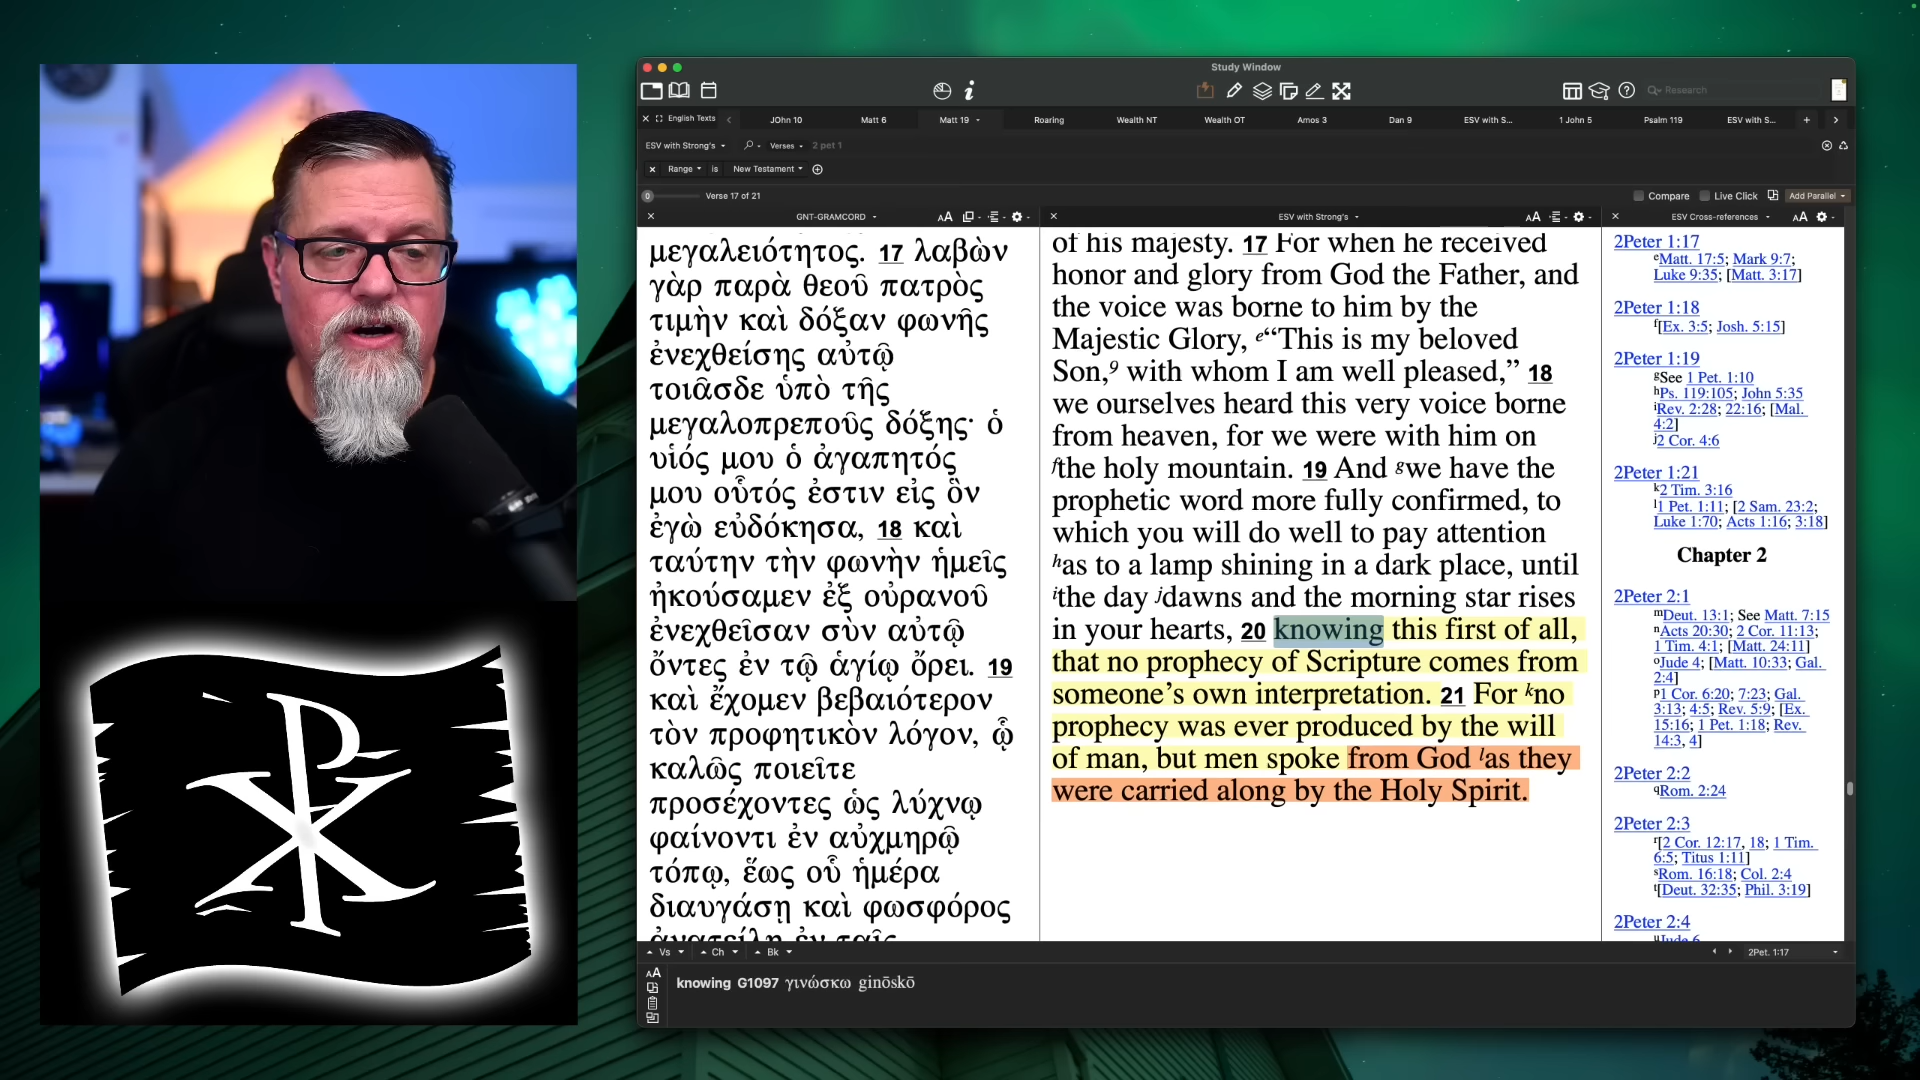 Study Window
Research
English Texts
JOhn 10
Matt 6
Matt 19
Roaring
Wealth NT
Wealth OT
Amos 3
Dan 9
ESV with S...
1 John 5
Psalm 119
ESV with S...
ESV with Strong's
Verses
2 pet 1
Range
is
New Testament
0
Verse 17 of 21
Compare
Live Click
Add Parallel
GNT-GRAMCORD
μεγαλειότητος. 17 λαβὼν
γὰρ παρὰ θεοῦ πατρὸς
τιμὴν καὶ δόξαν φωνῆς
ἐνεχθείσης αὐτῷ
τοιᾶσδε ὑπὸ τῆς
μεγαλοπρεποῦς δόξης· ὁ
υἱός μου ὁ ἀγαπητός
μου οὗτός ἐστιν εἰς ὃν
ἐγὼ εὐδόκησα, 18 καὶ
ταύτην τὴν φωνὴν ἡμεῖς
ἠκούσαμεν ἐξ οὐρανοῦ
ἐνεχθεῖσαν σὺν αὐτῷ
ὄντες ἐν τῷ ἁγίῳ ὄρει. 19
καὶ ἔχομεν βεβαιότερον
τὸν προφητικὸν λόγον, ᾧ
καλῶς ποιεῖτε
προσέχοντες ὡς λύχνῳ
φαίνοντι ἐν αὐχμηρῷ
τόπῳ, ἕως οὗ ἡμέρα
διαυγάσῃ καὶ φωσφόρος
ἀνατείλῃ ἐν ταῖς
ESV with Strong's
of his majesty. 17 For when he received
honor and glory from God the Father, and
the voice was borne to him by the
Majestic Glory, e“This is my beloved
Son,9 with whom I am well pleased,” 18
we ourselves heard this very voice borne
from heaven, for we were with him on
fthe holy mountain. 19 And gwe have the
prophetic word more fully confirmed, to
which you will do well to pay attention
has to a lamp shining in a dark place, until
ithe day jdawns and the morning star rises
in your hearts, 20 knowing this first of all,
that no prophecy of Scripture comes from
someone’s own interpretation. 21 For kno
prophecy was ever produced by the will
of man, but men spoke from God las they
were carried along by the Holy Spirit.
ESV Cross-references
2Peter 1:17
eMatt. 17:5; Mark 9:7;
Luke 9:35; [Matt. 3:17]
2Peter 1:18
f[Ex. 3:5; Josh. 5:15]
2Peter 1:19
gSee 1 Pet. 1:10
hPs. 119:105; John 5:35
iRev. 2:28; 22:16; [Mal.
4:2]
j2 Cor. 4:6
2Peter 1:21
k2 Tim. 3:16
l1 Pet. 1:11; [2 Sam. 23:2;
Luke 1:70; Acts 1:16; 3:18]
Chapter 2
2Peter 2:1
mDeut. 13:1; See Matt. 7:15
nActs 20:30; 2 Cor. 11:13;
1 Tim. 4:1; [Matt. 24:11]
oJude 4; [Matt. 10:33; Gal.
2:4]
p1 Cor. 6:20; 7:23; Gal.
3:13; 4:5; Rev. 5:9; [Ex.
15:16; 1 Pet. 1:18; Rev.
14:3, 4]
2Peter 2:2
qRom. 2:24
2Peter 2:3
r[2 Cor. 12:17, 18; 1 Tim.
6:5; Titus 1:11]
sRom. 16:18; Col. 2:4
t[Deut. 32:35; Phil. 3:19]
2Peter 2:4
uJude 6
Vs
Ch
Bk
2Pet. 1:17
knowing G1097 γινώσκω ginōskō